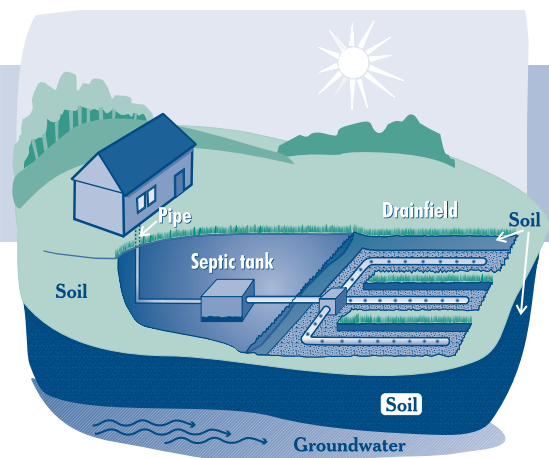 Pipe
Drainfield
Soil
Septic tank
Soil
Soil
Groundwater